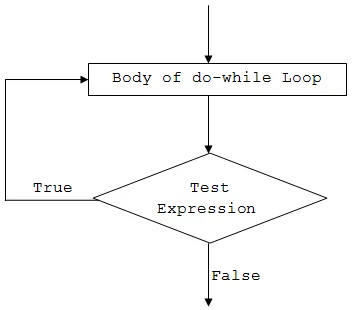 Body of do-while Loop
True
Test
Expression
False